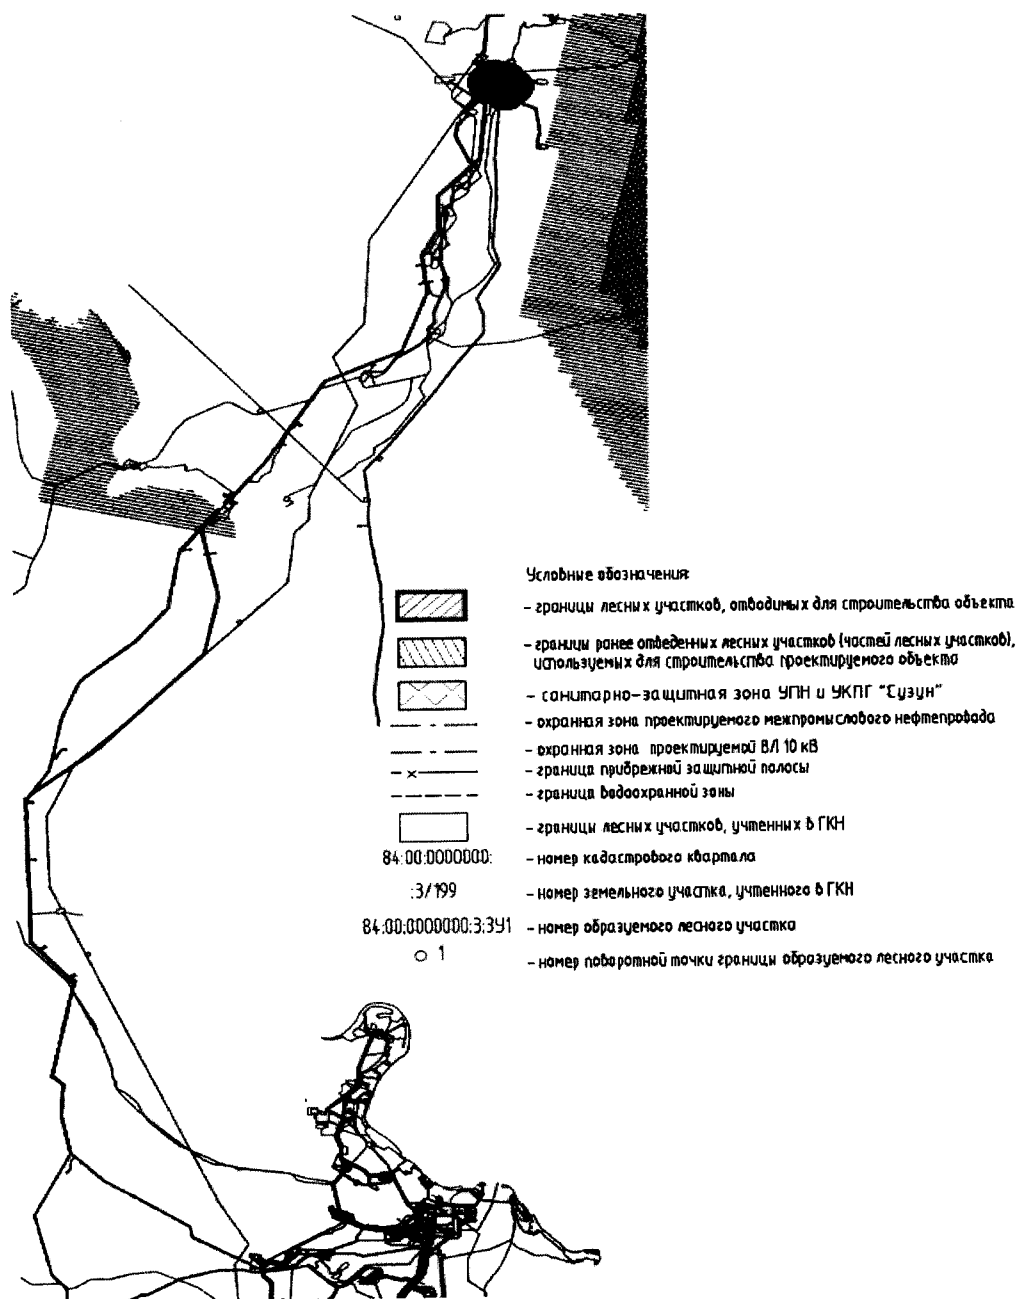 Условные обозначения:
- границы лесных участков, отводимых для строительства объекта
- границы ранее отведенных лесных участков (частей лесных участков),
используемых для строительства проектируемого объекта
- санитарно-защитная зона УПН и УКПГ "Сузун"
- охранная зона проектируемого межпромыслового нефтепровода
- охранная зона проектируемой ВЛ 10 кВ
- граница прибрежной защитной полосы
- граница водоохранной зоны
- границы лесных участков, учтенных в ГКН
84:00:0000000: - номер кадастрового квартала
:3/199 - номер земельного участка, учтенного в ГКН
84:00:0000000:3:ЗУ1 - номер образуемого лесного участка
1 - номер поворотной точки границы образуемого лесного участка